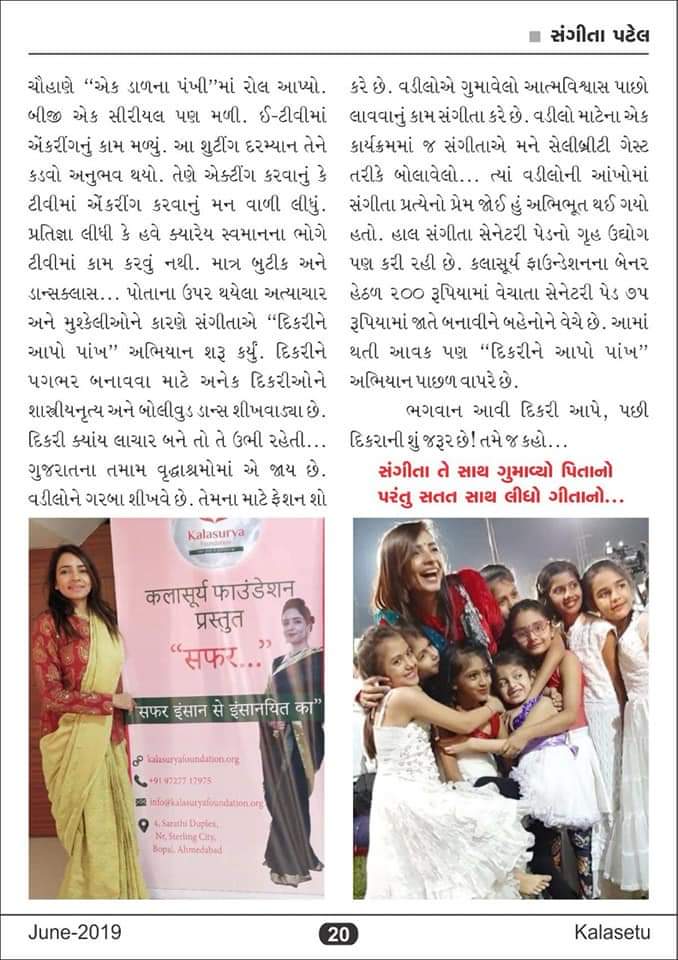 સંગીતા પટેલ
ચૌહાણે “એક ડાળના પંખી”માં રોલ આપ્યો.
બીજી એક સીરીયલ પણ મળી. ઈ-ટીવીમાં
એંકરીંગનું કામ મળ્યું. આ શુટીંગ દરમ્યાન તેને
કડવો અનુભવ થયો. તેણે એક્ટીંગ કરવાનું કે
ટીવીમાં એંકરીંગ કરવાનું મન વાળી લીધું.
પ્રતિજ્ઞા લીધી કે હવે ક્યારેય સ્વમાનના ભોગે
ટીવીમાં કામ કરવું નથી. માત્ર બુટીક અને
ડાન્સક્લાસ... પોતાના ઉપર થયેલા અત્યાચાર
અને મુશ્કેલીઓને કારણે સંગીતાએ “દિકરીને
આપો પાંખ” અભિયાન શરૂ કર્યું. દિકરીને
પગભર બનાવવા માટે અનેક દિકરીઓને
શાસ્ત્રીયનૃત્ય અને બોલીવુડ ડાન્સ શીખવાડ્યા છે.
દિકરી ક્યાંય લાચાર બને તો તે ઉભી રહેતી...
ગુજરાતના તમામ વૃદ્ધાશ્રમોમાં એ જાય છે.
વડીલોને ગરબા શીખવે છે. તેમના માટે ફેશન શો
કરે છે. વડીલોએ ગુમાવેલો આત્મવિશ્વાસ પાછો
લાવવાનું કામ સંગીતા કરે છે. વડીલો માટેના એક
કાર્યક્રમમાં જ સંગીતાએ મને સેલીબ્રીટી ગેસ્ટ
તરીકે બોલાવેલો... ત્યાં વડીલોની આંખોમાં
સંગીતા પ્રત્યેનો પ્રેમ જોઈ હું અભિભૂત થઈ ગયો
હતો. હાલ સંગીતા સેનેટરી પેડનો ગૃહ ઉદ્યોગ
પણ કરી રહી છે. કલાસૂર્ય ફાઉન્ડેશનના બેનર
હેઠળ ૨૦૦ રૂપિયામાં વેચાતા સેનેટરી પેડ ૭૫
રૂપિયામાં જાતે બનાવીને બહેનોને વેચે છે. આમાં
થતી આવક પણ “દિકરીને આપો પાંખ”
અભિયાન પાછળ વાપરે છે.
ભગવાન આવી દિકરી આપે, પછી
દિકરાની શું જરૂર છે! તમે જ કહો...
સંગીતા તે સાથ ગુમાવ્યો પિતાનો
પરંતુ સતત સાથ લીધો ગીતાનો...
Kalasurya
Foundation
कलासूर्य फाउंडेशन
प्रस्तुत
“सफर...”
“सफर इंसान से इंसानयित का”
kalasuryafoundation.org
+91 97277 17975
info@kalasuryafoundation.org
4, Sarathi Duplex,
Nr. Sterling City,
Bopal, Ahmedabad
June-2019
20
Kalasetu